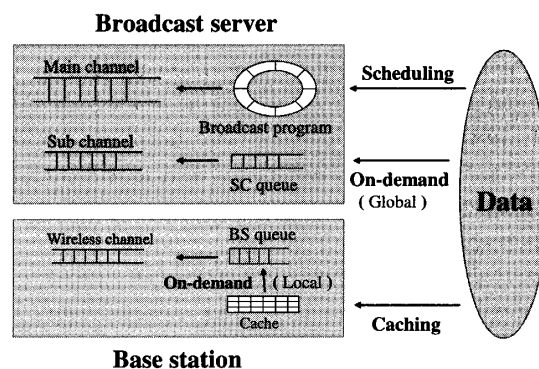 Broadcast server
Main channel
Scheduling
Broadcast program
Sub channel
SC queue
On-demand
( Global )
Data
Wireless channel
BS queue
On-demand ( Local )
Cache
Caching
Base station